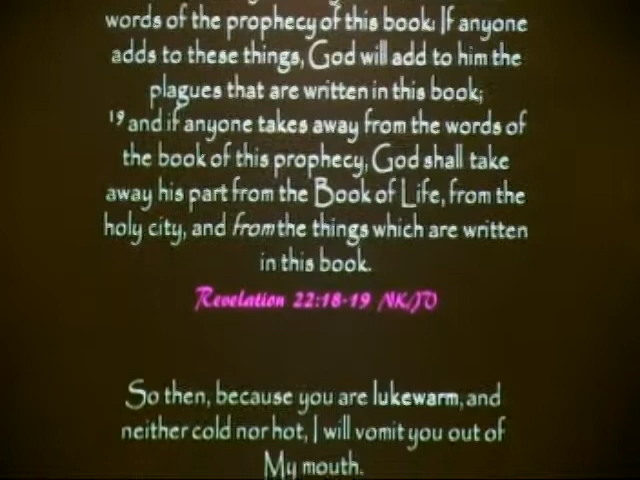 words of the prophecy of this book: If anyone
adds to these things, God will add to him the
plagues that are written in this book;
19 and if anyone takes away from the words of
the book of this prophecy, God shall take
away his part from the Book of Life, from the
holy city, and from the things which are written
in this book.
Revelation 22:18-19 NKJV
So then, because you are lukewarm, and
neither cold nor hot, I will vomit you out of
My mouth.